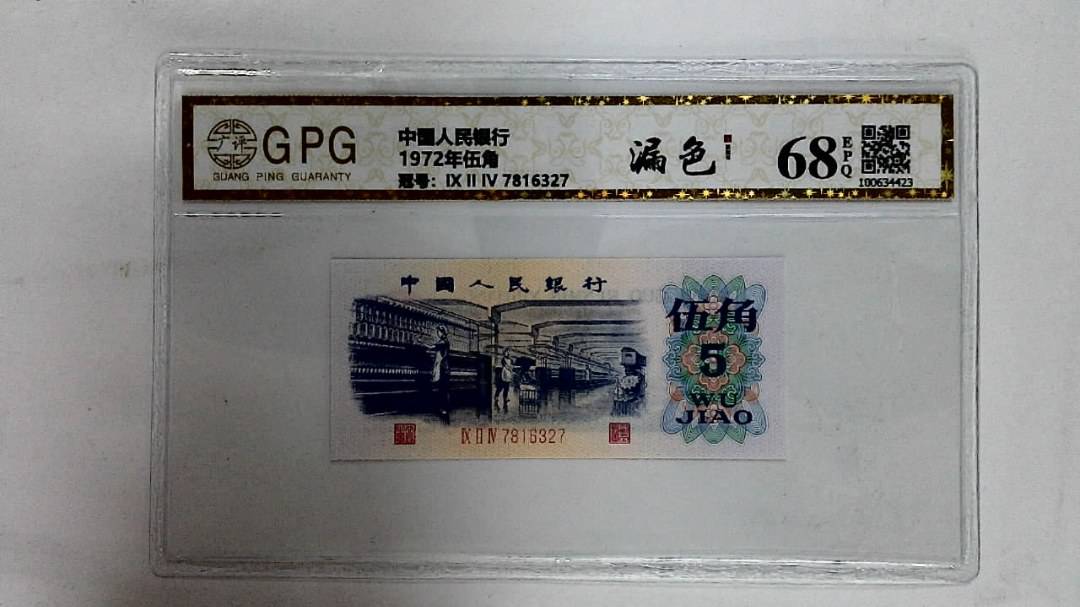 广评
GPG
GUANG PING GUARANTY
中國人民銀行
1972年伍角
冠号: IX II IV 7816327
漏色
68
EPQ
100634423
中國人民銀行
伍角
5
WU
JIAO
IX II IV 7816327